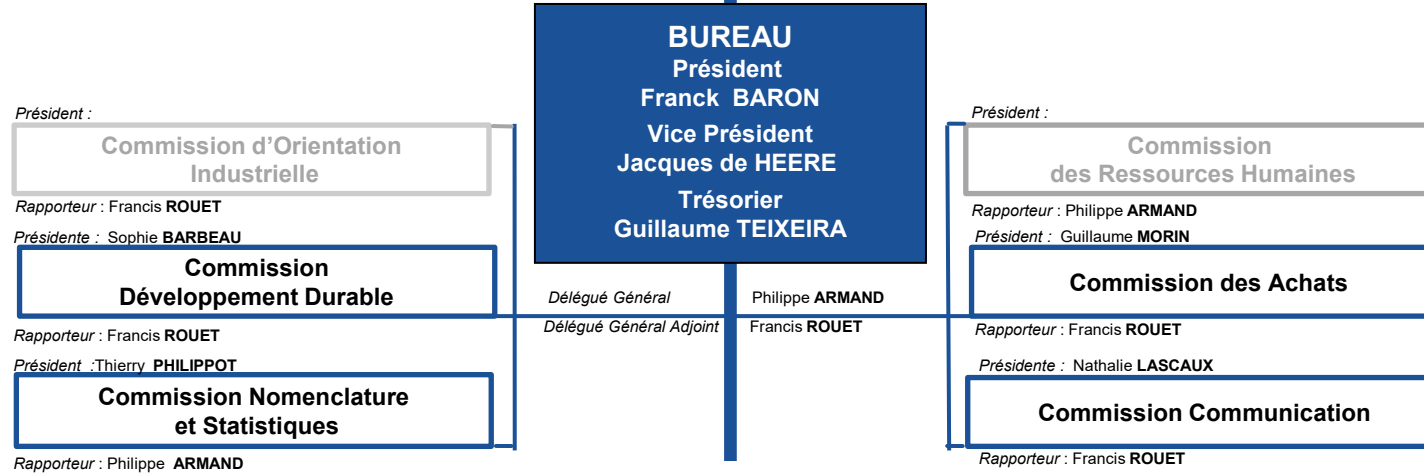 BUREAU
Président
Franck BARON
Vice Président
Jacques de HEERE
Trésorier
Guillaume TEIXEIRA
Président :
Commission d’Orientation
Industrielle
Rapporteur : Francis ROUET
Présidente : Sophie BARBEAU
Commission
Développement Durable
Rapporteur : Francis ROUET
Président :Thierry PHILIPPOT
Commission Nomenclature
et Statistiques
Rapporteur : Philippe ARMAND
Délégué Général Philippe ARMAND
Délégué Général Adjoint Francis ROUET
Président :
Commission
des Ressources Humaines
Rapporteur : Philippe ARMAND
Président : Guillaume MORIN
Commission des Achats
Rapporteur : Francis ROUET
Présidente : Nathalie LASCAUX
Commission Communication
Rapporteur : Francis ROUET